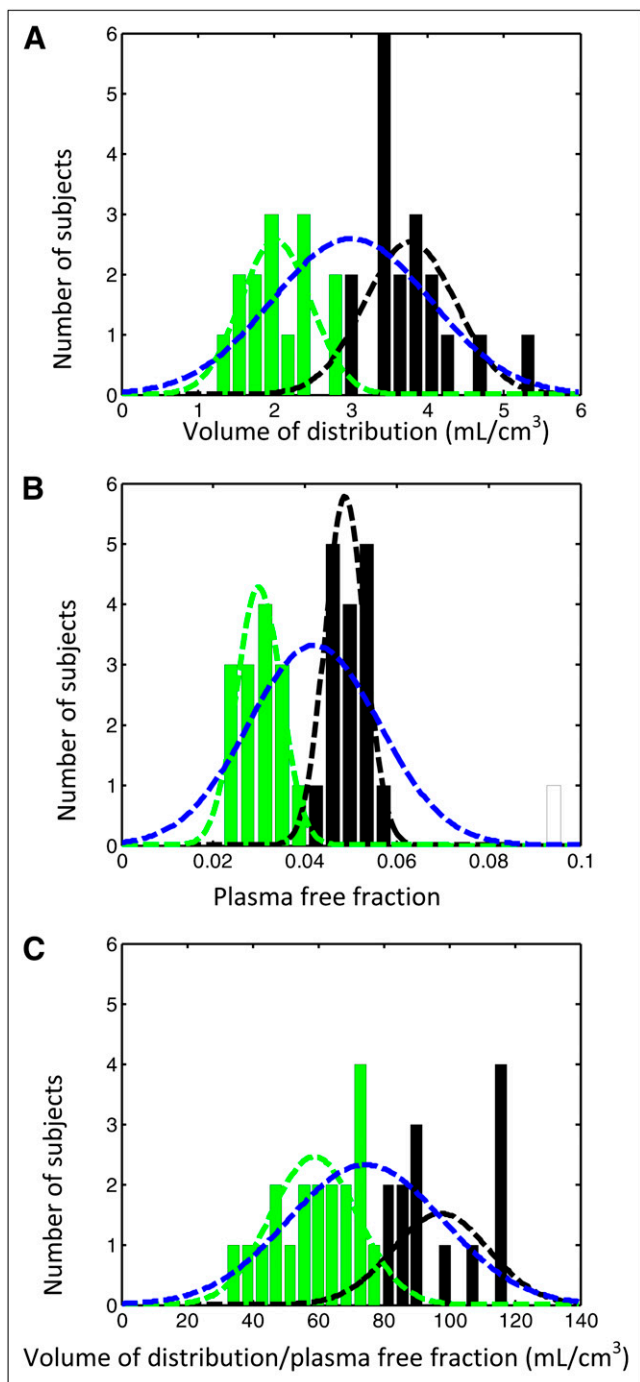 A
6
5
4
3
2
1
0
Number of subjects
0 1 2 3 4 5 6
Volume of distribution (mL/cm³)
B
6
5
4
3
2
1
0
Number of subjects
0 0.02 0.04 0.06 0.08 0.1
Plasma free fraction
C
6
5
4
3
2
1
0
Number of subjects
0 20 40 60 80 100 120 140
Volume of distribution/plasma free fraction (mL/cm³)